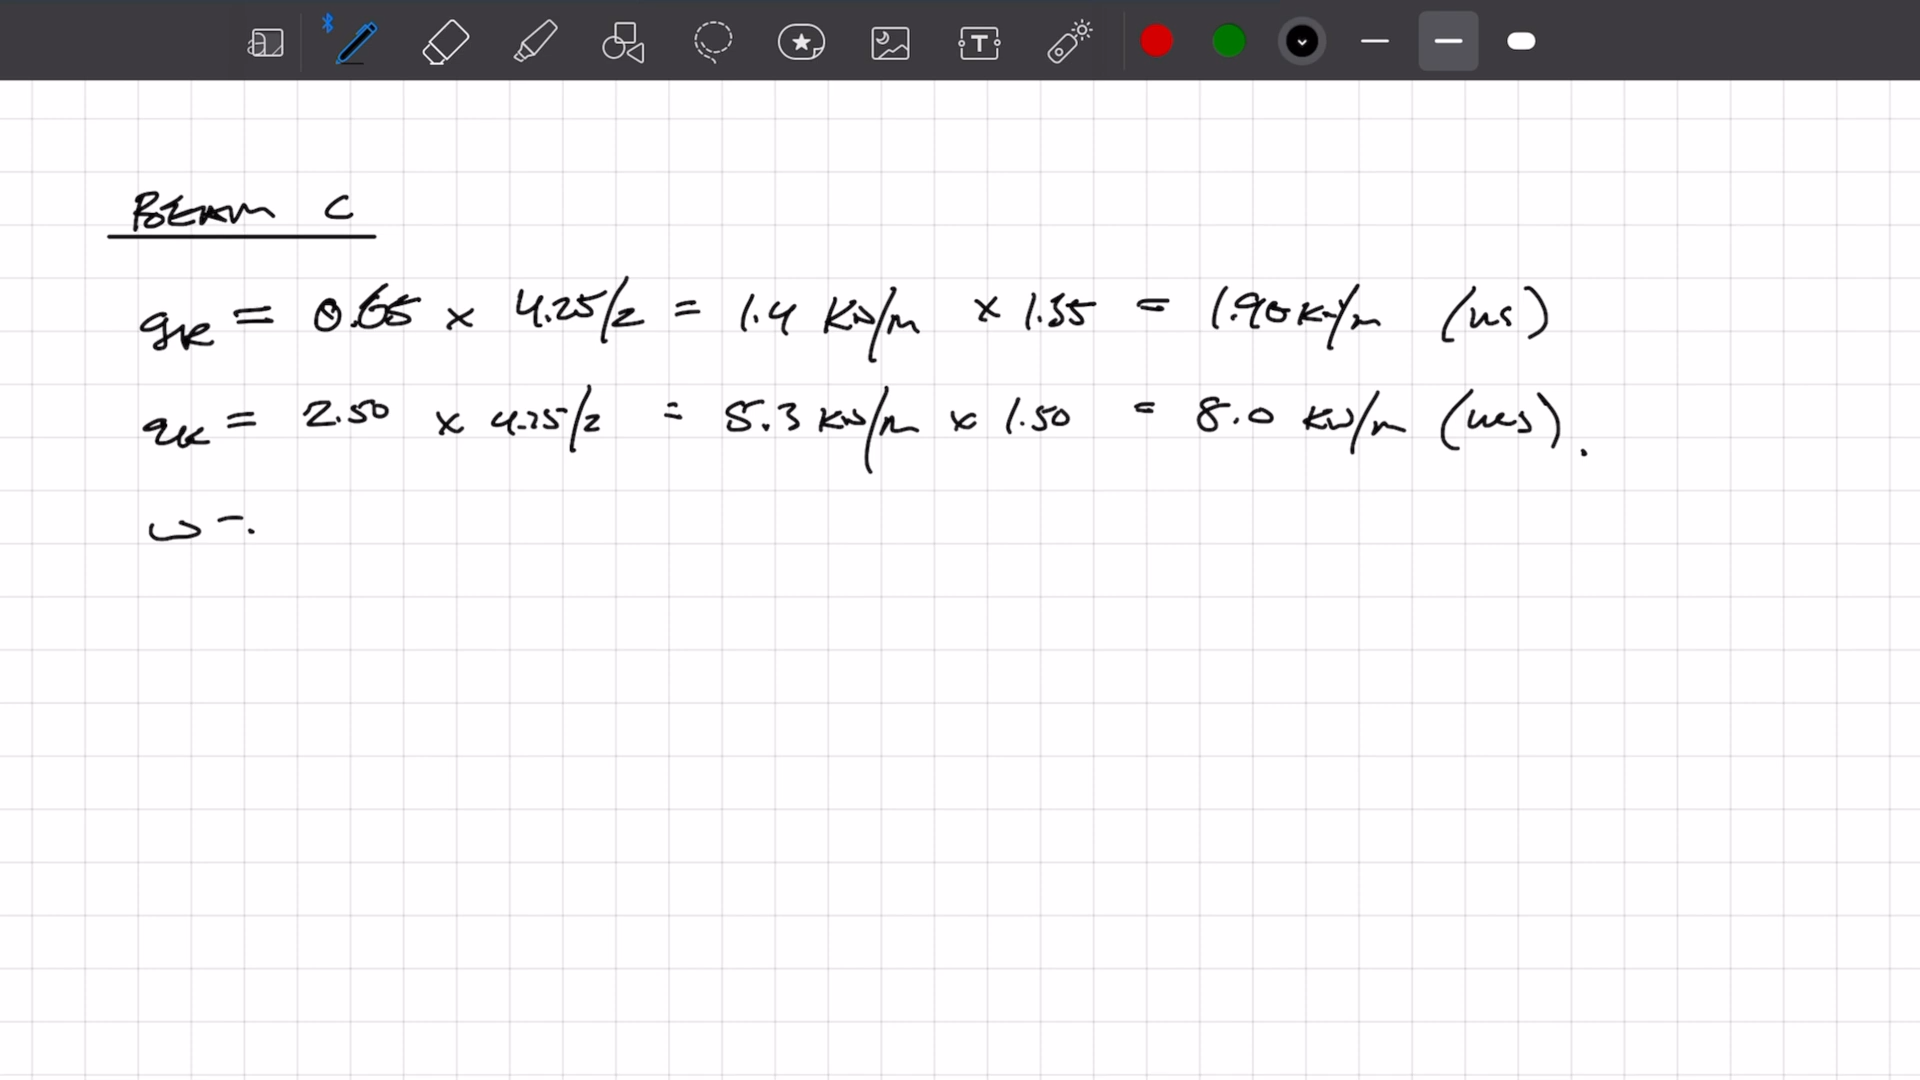 BEAM C
gk = 0.65 x 4.25/2 = 1.4 kN/m x 1.35 = 1.90 kN/m (ULS)
qk = 2.50 x 4.25/2 = 5.3 kN/m x 1.50 = 8.0 kN/m (ULS).
w =